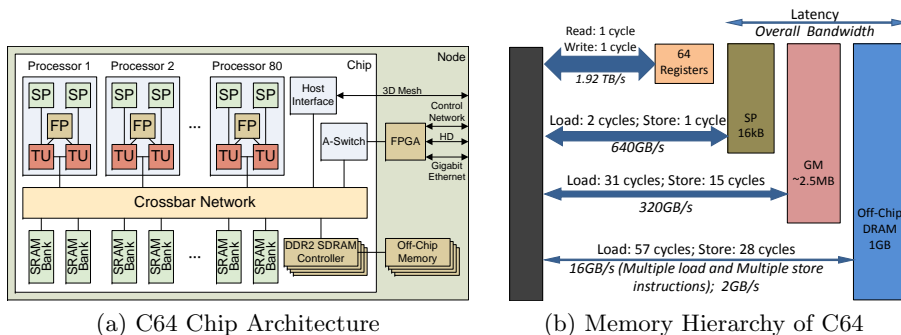 Node
Chip
Processor 1
Processor 2
Processor 80
SP
SP
SP
SP
SP
SP
FP
FP
FP
TU
TU
TU
TU
TU
TU
...
Host
Interface
3D Mesh
A-Switch
FPGA
Control
Network
HD
Gigabit
Ethernet
Crossbar Network
SRAM
Bank
SRAM
Bank
SRAM
Bank
SRAM
Bank
...
SRAM
Bank
SRAM
Bank
DDR2 SDRAM
Controller
Off-Chip
Memory
(a) C64 Chip Architecture
Latency
Overall Bandwidth
Read: 1 cycle
Write: 1 cycle
1.92 TB/s
64
Registers
Load: 2 cycles; Store: 1 cycle
640GB/s
SP
16kB
Load: 31 cycles; Store: 15 cycles
320GB/s
GM
~2.5MB
Load: 57 cycles; Store: 28 cycles
16GB/s (Multiple load and Multiple store
instructions); 2GB/s
Off-Chip
DRAM
1GB
(b) Memory Hierarchy of C64